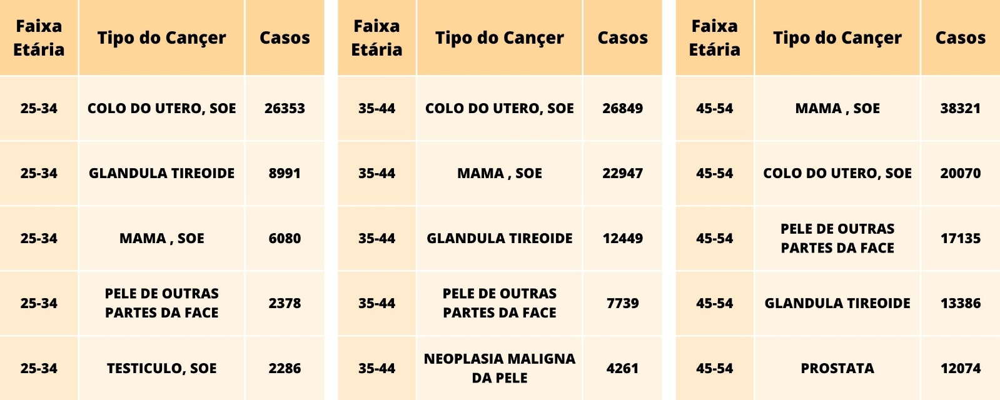 Faixa
Etária
Tipo do Cançer
Casos
25-34
COLO DO UTERO, SOE
26353
25-34
GLANDULA TIREOIDE
8991
25-34
MAMA , SOE
6080
25-34
PELE DE OUTRAS
PARTES DA FACE
2378
25-34
TESTICULO, SOE
2286
Faixa
Etária
Tipo do Cançer
Casos
35-44
COLO DO UTERO, SOE
26849
35-44
MAMA , SOE
22947
35-44
GLANDULA TIREOIDE
12449
35-44
PELE DE OUTRAS
PARTES DA FACE
7739
35-44
NEOPLASIA MALIGNA
DA PELE
4261
Faixa
Etária
Tipo do Cançer
Casos
45-54
MAMA , SOE
38321
45-54
COLO DO UTERO, SOE
20070
45-54
PELE DE OUTRAS
PARTES DA FACE
17135
45-54
GLANDULA TIREOIDE
13386
45-54
PROSTATA
12074